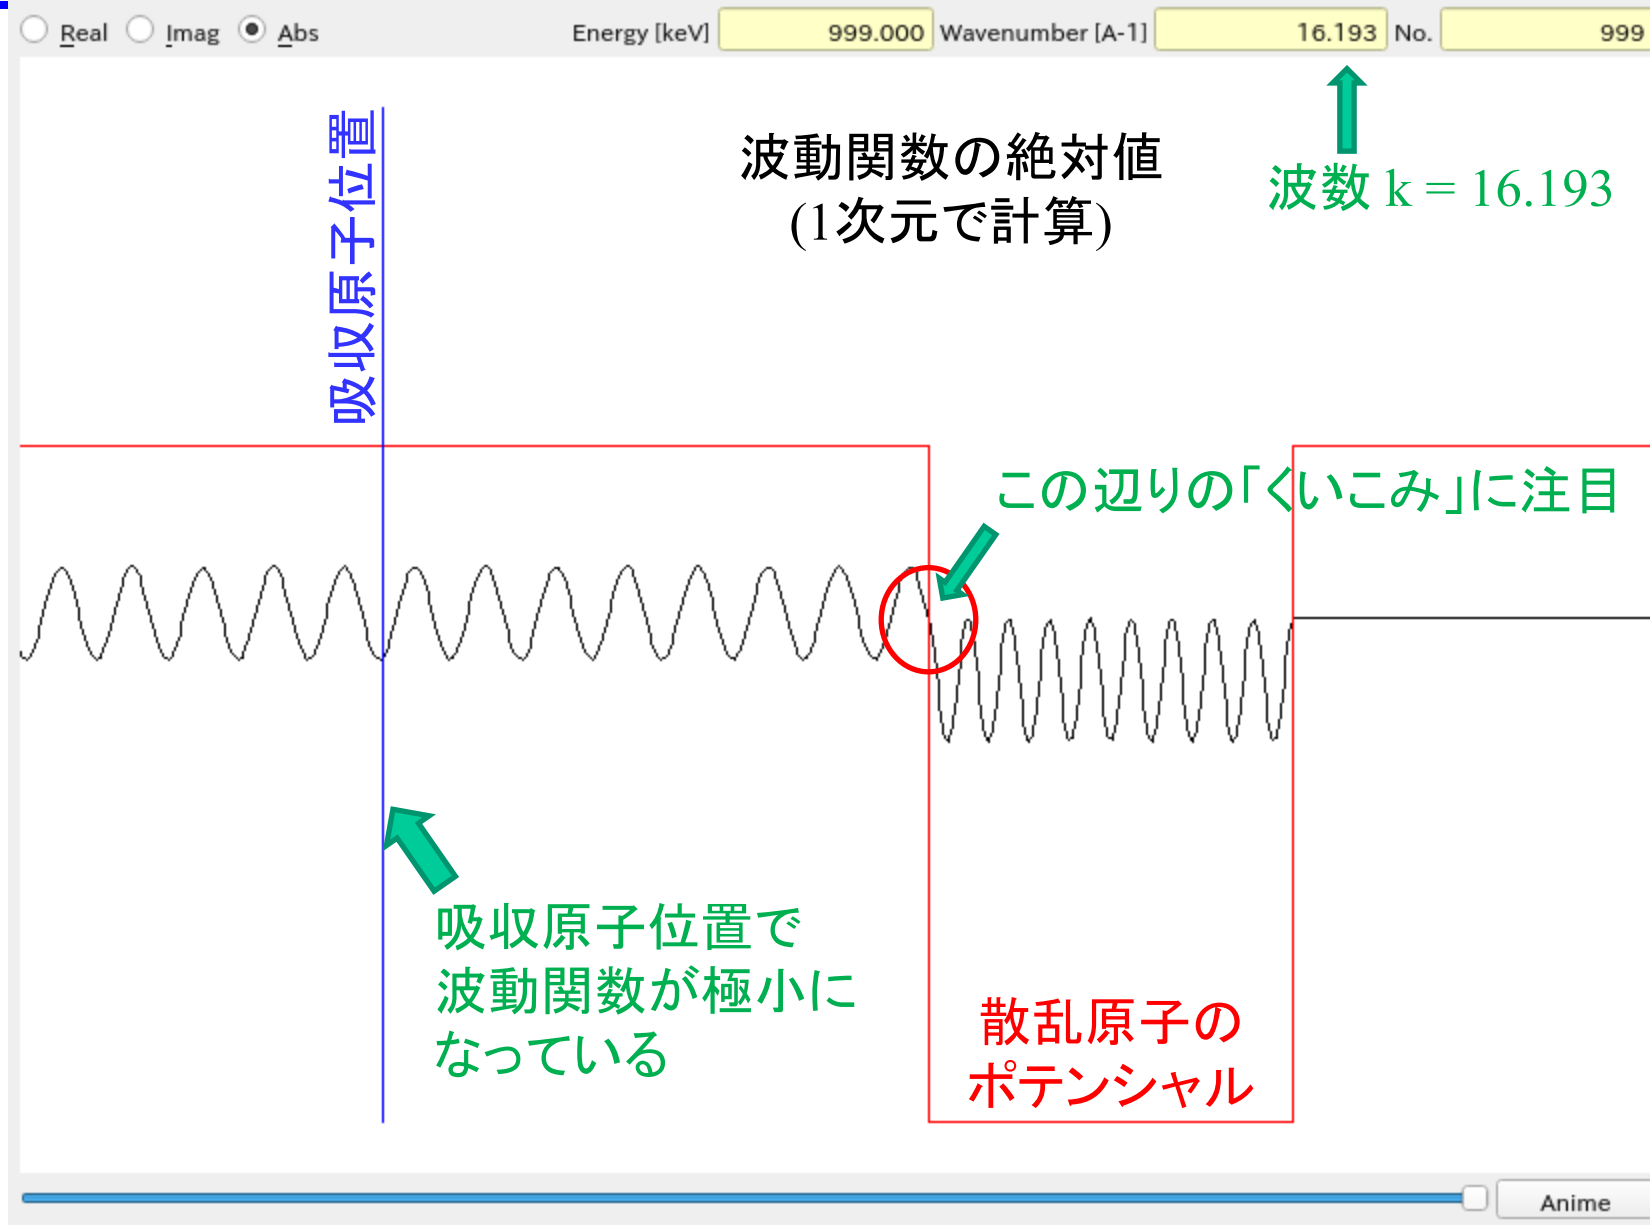 Real Imag Abs Energy [keV] 999.000 Wavenumber [A-1] 16.193 No. 999
吸収原子位置
波動関数の絶対値
(1次元で計算)
波数 k = 16.193
この辺りの「くいこみ」に注目
吸収原子位置で
波動関数が極小に
なっている
散乱原子の
ポテンシャル
Anime